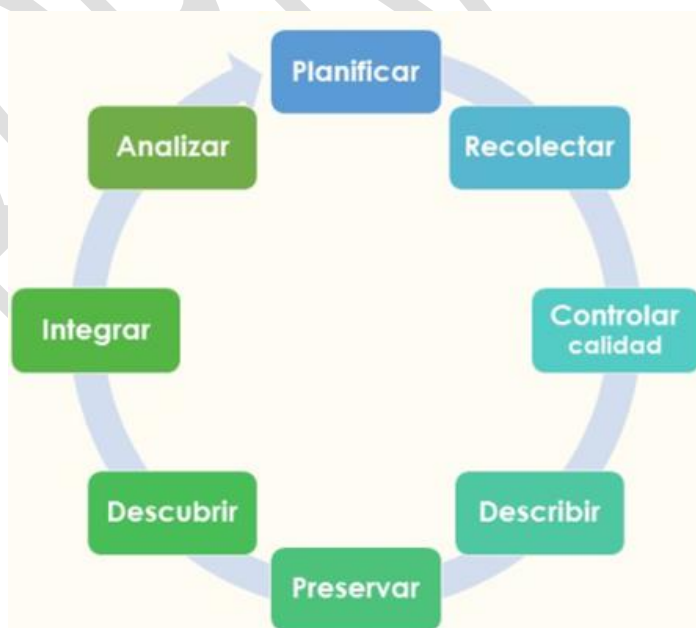 Planificar
Recolectar
Controlar
calidad
Describir
Preservar
Descubrir
Integrar
Analizar